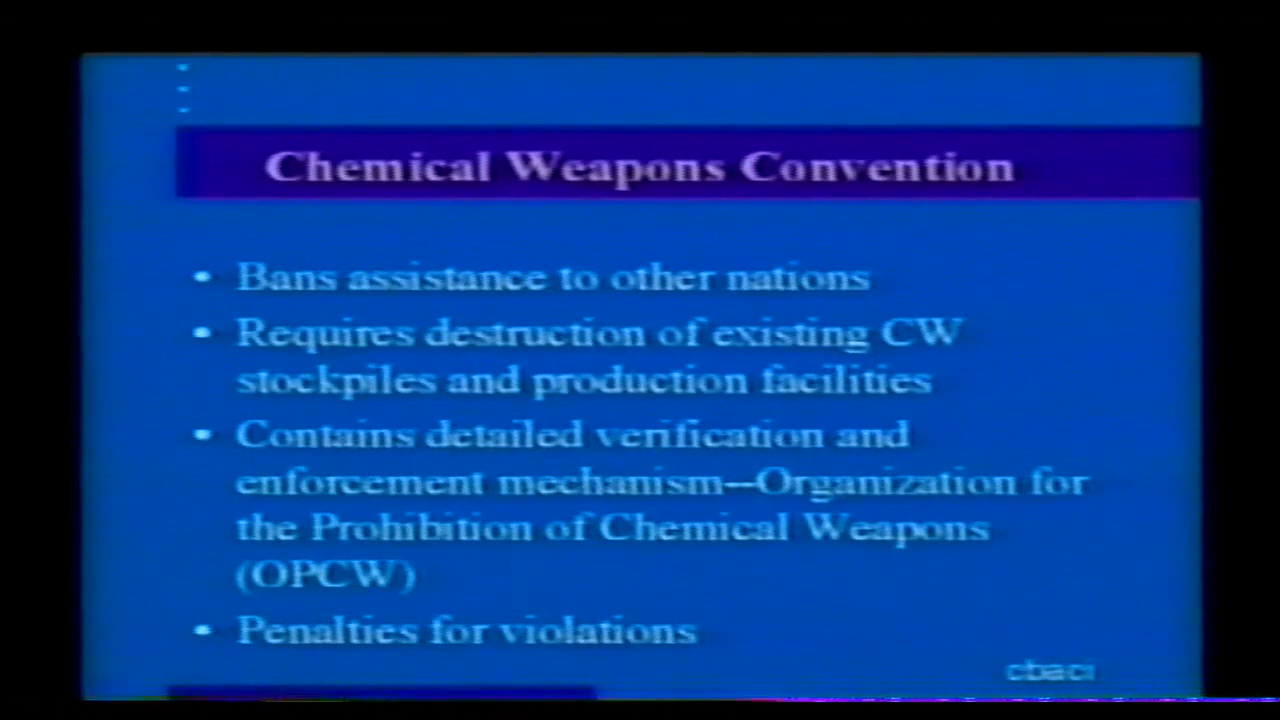 Chemical Weapons Convention
• Bans assistance to other nations
• Requires destruction of existing CW
stockpiles and production facilities
• Contains detailed verification and
enforcement mechanism—Organization for
the Prohibition of Chemical Weapons
(OPCW)
• Penalties for violations
cbaci